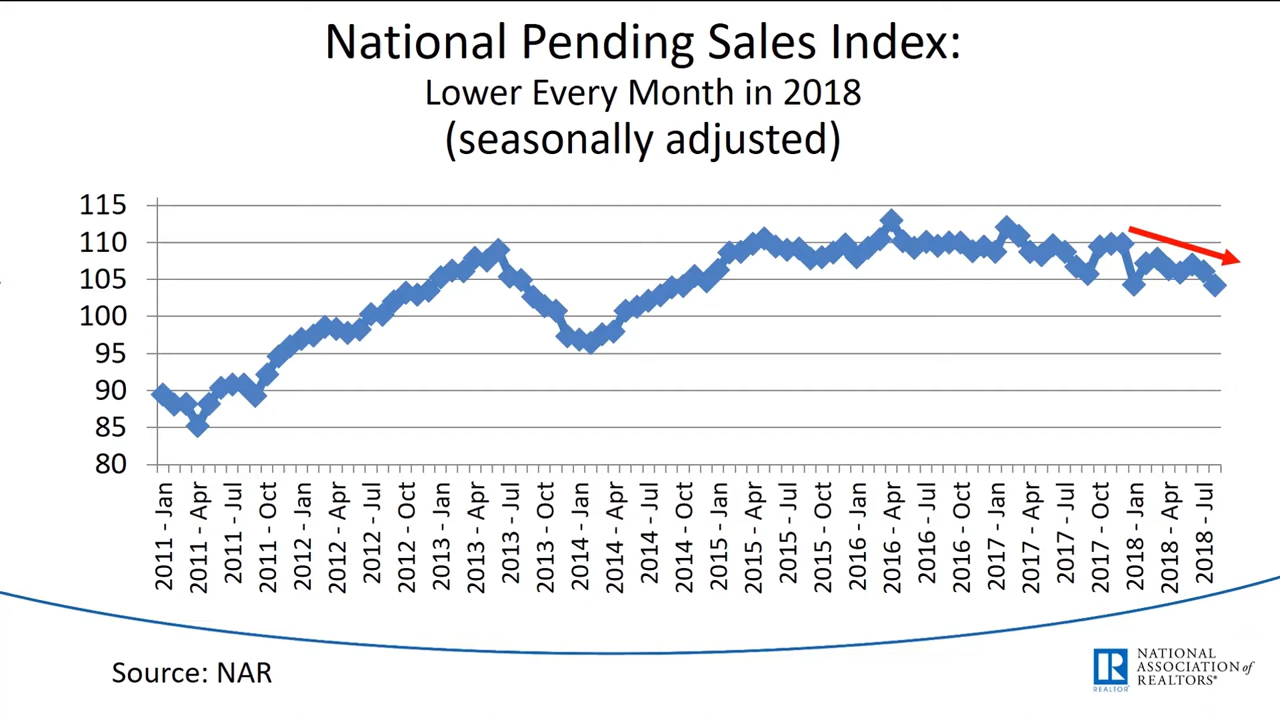 National Pending Sales Index:
Lower Every Month in 2018
(seasonally adjusted)
115
110
105
100
95
90
85
80
2011 - Jan
2011 - Apr
2011 - Jul
2011 - Oct
2012 - Jan
2012 - Apr
2012 - Jul
2012 - Oct
2013 - Jan
2013 - Apr
2013 - Jul
2013 - Oct
2014 - Jan
2014 - Apr
2014 - Jul
2014 - Oct
2015 - Jan
2015 - Apr
2015 - Jul
2015 - Oct
2016 - Jan
2016 - Apr
2016 - Jul
2016 - Oct
2017 - Jan
2017 - Apr
2017 - Jul
2017 - Oct
2018 - Jan
2018 - Apr
2018 - Jul
Source: NAR
R
REALTOR®
NATIONAL
ASSOCIATION of
REALTORS®